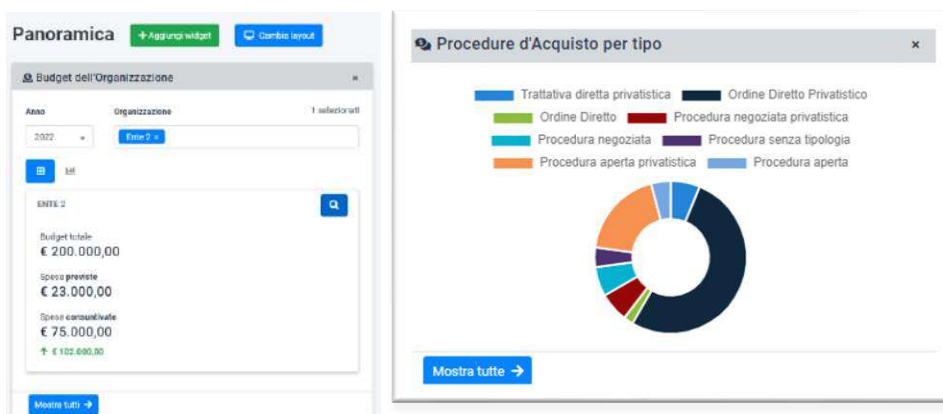 Panoramica
+ Aggiungi widget
Cambio layout
Budget dell'Organizzazione ×
Anno Organizzazione 1 selezionati
2022 Ente 2 ×
ENTE 2
Budget totale
€ 200.000,00
Spese previste
€ 23.000,00
Spese consuntivate
€ 75.000,00
↑ € 102.000,00
Mostra tutti →
Procedure d'Acquisto per tipo ×
Trattativa diretta privatistica Ordine Diretto Privatistico
Ordine Diretto Procedura negoziata privatistica
Procedura negoziata Procedura senza tipologia
Procedura aperta privatistica Procedura aperta
Mostra tutte →